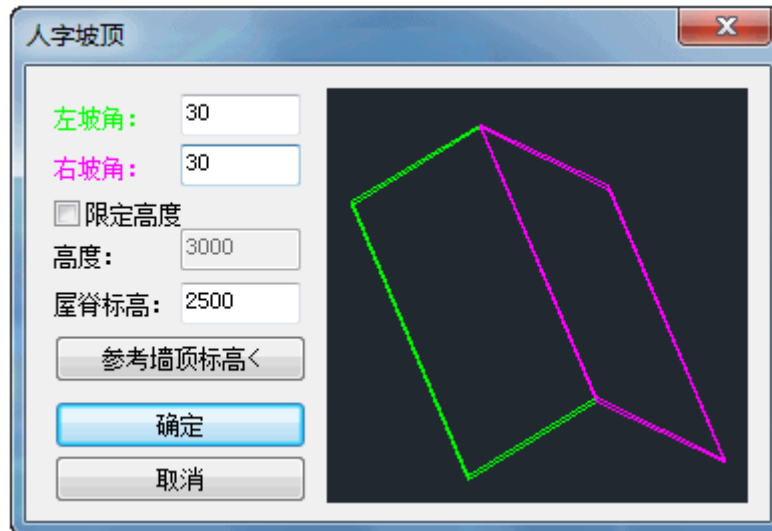 人字坡顶
左坡角： 30
右坡角： 30
限定高度
高度： 3000
屋脊标高： 2500
参考墙顶标高<
确定
取消